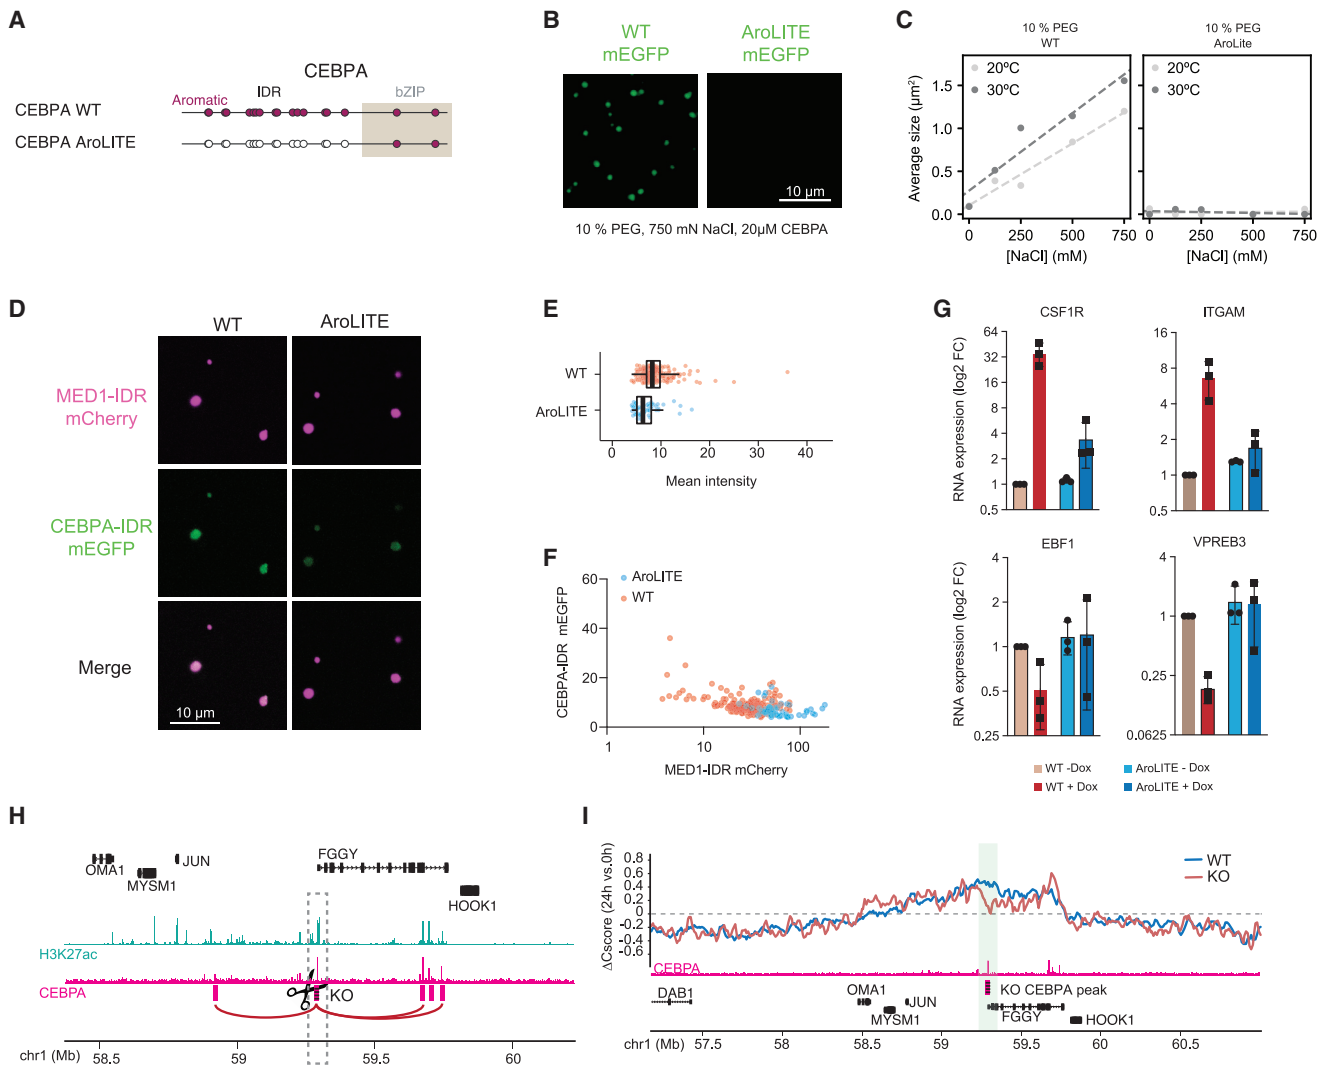 A
CEBPA
Aromatic
IDR
bZIP
CEBPA WT
CEBPA AroLITE
B
WT
mEGFP
AroLITE
mEGFP
10 µm
10 % PEG, 750 mN NaCl, 20µM CEBPA
C
10 % PEG
WT
10 % PEG
AroLite
20ºC
30ºC
20ºC
30ºC
Average size (µm²)
1.5
1.0
0.5
0.0
0 250 500 750
0 250 500 750
[NaCl] (mM)
[NaCl] (mM)
D
WT
AroLITE
MED1-IDR
mCherry
CEBPA-IDR
mEGFP
Merge
10 µm
E
WT
AroLITE
0 10 20 30 40
Mean intensity
F
AroLITE
WT
CEBPA-IDR mEGFP
60
40
20
0
1 10 100
MED1-IDR mCherry
G
CSF1R
RNA expression (log2 FC)
64
32
16
8
4
2
1
0.5
ITGAM
16
8
4
2
1
0.5
EBF1
RNA expression (log2 FC)
4
2
1
0.5
0.25
VPREB3
4
1
0.25
0.0625
WT -Dox
AroLITE - Dox
WT + Dox
AroLITE + Dox
H
OMA1
MYSM1
JUN
FGGY
HOOK1
H3K27ac
CEBPA
KO
chr1 (Mb)
58.5 59 59.5 60
I
ΔCscore (24h vs.0h)
0.8
0.6
0.4
0.2
0
-0.2
-0.4
-0.6
WT
KO
CEBPA
DAB1
OMA1
MYSM1
JUN
KO CEBPA peak
FGGY
HOOK1
chr1 (Mb)
57.5 58 58.5 59 59.5 60 60.5